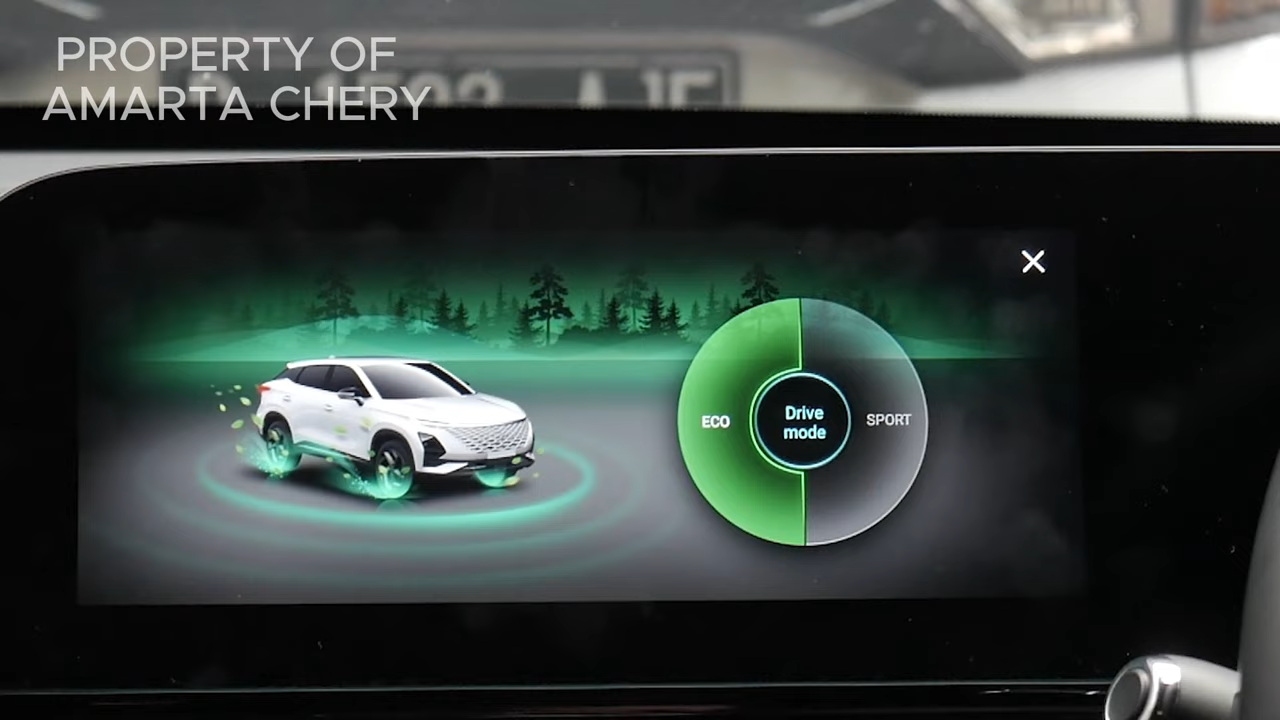 PROPERTY OF
AMARTA CHERY
ECO
Drive
mode
SPORT